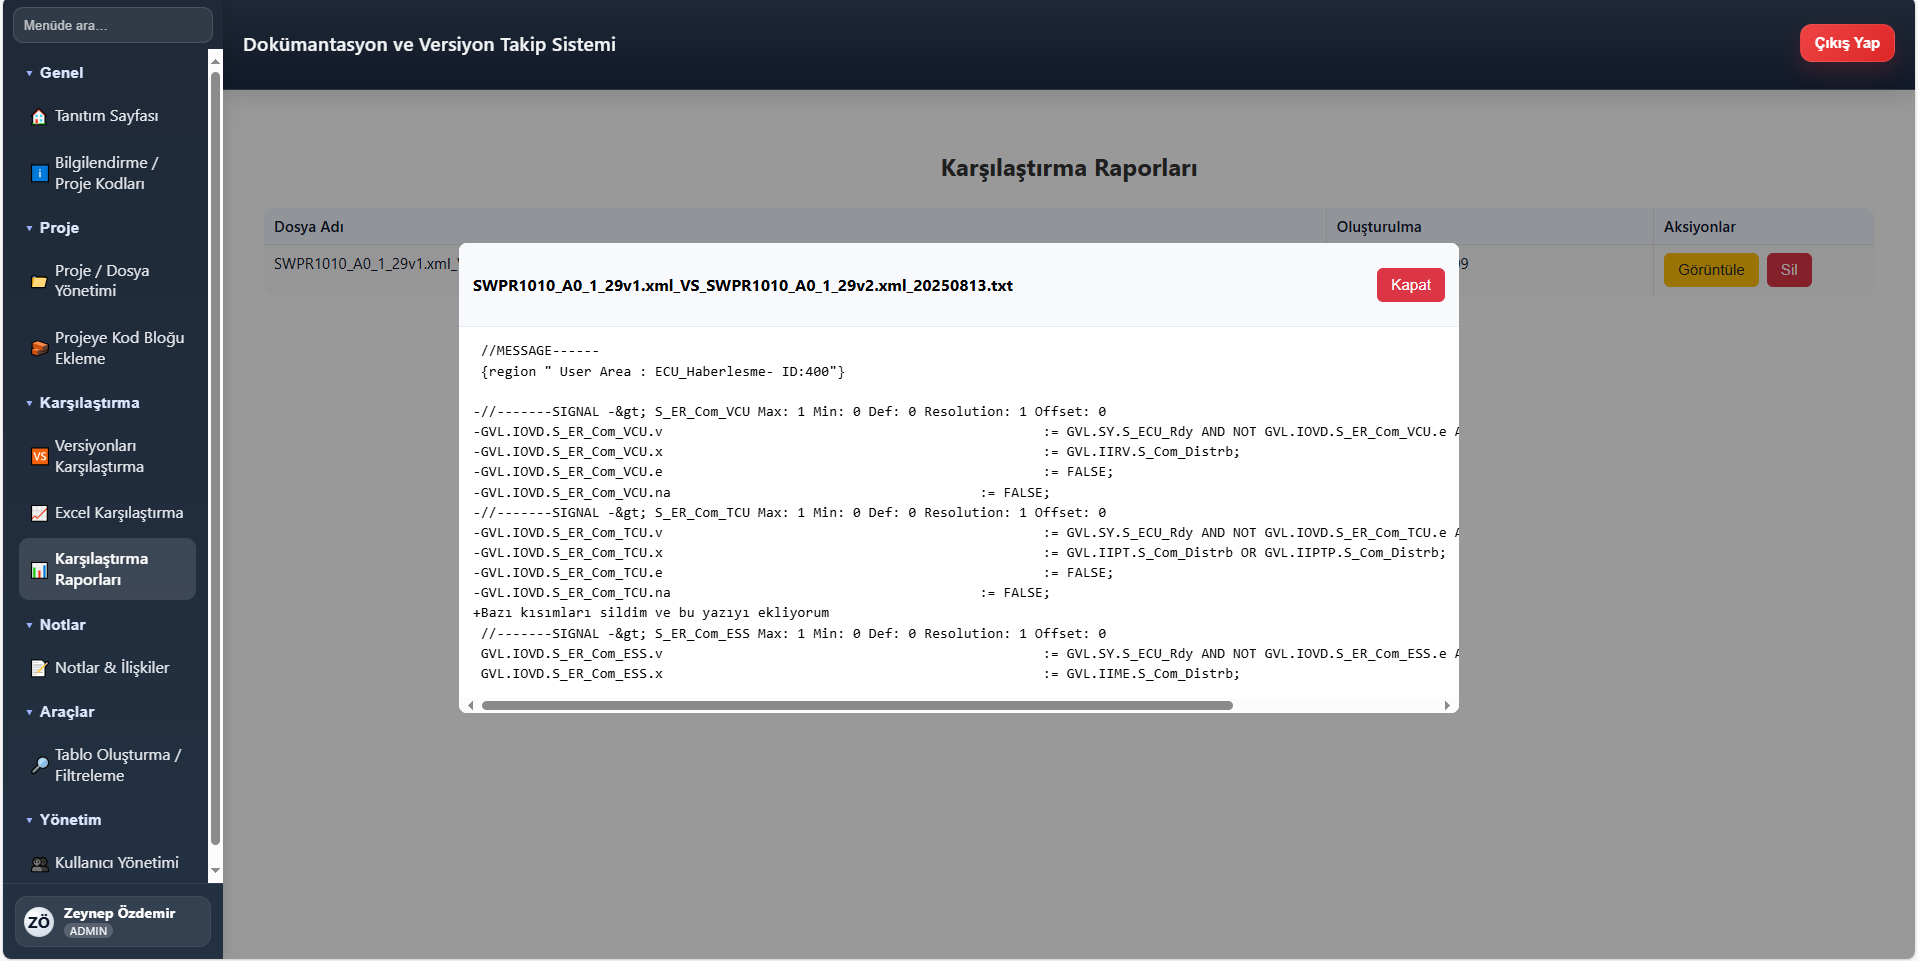 Menüde ara...
Genel
Tanıtım Sayfası
Bilgilendirme /
Proje Kodları
Proje
Proje / Dosya
Yönetimi
Projeye Kod Bloğu
Ekleme
Karşılaştırma
VS
Versiyonları
Karşılaştırma
Excel Karşılaştırma
Karşılaştırma
Raporları
Notlar
Notlar & İlişkiler
Araçlar
Tablo Oluşturma /
Filtreleme
Yönetim
Kullanıcı Yönetimi
ZÖ
Zeynep Özdemir
ADMIN
Dokümantasyon ve Versiyon Takip Sistemi
Çıkış Yap
Karşılaştırma Raporları
Dosya Adı
Oluşturulma
Aksiyonlar
SWPR1010_A0_1_29v1.xml_
9
Görüntüle
Sil
SWPR1010_A0_1_29v1.xml_VS_SWPR1010_A0_1_29v2.xml_20250813.txt
Kapat
//MESSAGE------
{region " User Area : ECU_Haberlesme- ID:400"}
-//-------SIGNAL -&gt; S_ER_Com_VCU Max: 1 Min: 0 Def: 0 Resolution: 1 Offset: 0
-GVL.IOVD.S_ER_Com_VCU.v := GVL.SY.S_ECU_Rdy AND NOT GVL.IOVD.S_ER_Com_VCU.e A
-GVL.IOVD.S_ER_Com_VCU.x := GVL.IIRV.S_Com_Distrb;
-GVL.IOVD.S_ER_Com_VCU.e := FALSE;
-GVL.IOVD.S_ER_Com_VCU.na := FALSE;
-//-------SIGNAL -&gt; S_ER_Com_TCU Max: 1 Min: 0 Def: 0 Resolution: 1 Offset: 0
-GVL.IOVD.S_ER_Com_TCU.v := GVL.SY.S_ECU_Rdy AND NOT GVL.IOVD.S_ER_Com_TCU.e A
-GVL.IOVD.S_ER_Com_TCU.x := GVL.IIPT.S_Com_Distrb OR GVL.IIPTP.S_Com_Distrb;
-GVL.IOVD.S_ER_Com_TCU.e := FALSE;
-GVL.IOVD.S_ER_Com_TCU.na := FALSE;
+Bazı kısımları sildim ve bu yazıyı ekliyorum
//-------SIGNAL -&gt; S_ER_Com_ESS Max: 1 Min: 0 Def: 0 Resolution: 1 Offset: 0
GVL.IOVD.S_ER_Com_ESS.v := GVL.SY.S_ECU_Rdy AND NOT GVL.IOVD.S_ER_Com_ESS.e A
GVL.IOVD.S_ER_Com_ESS.x := GVL.IIME.S_Com_Distrb;